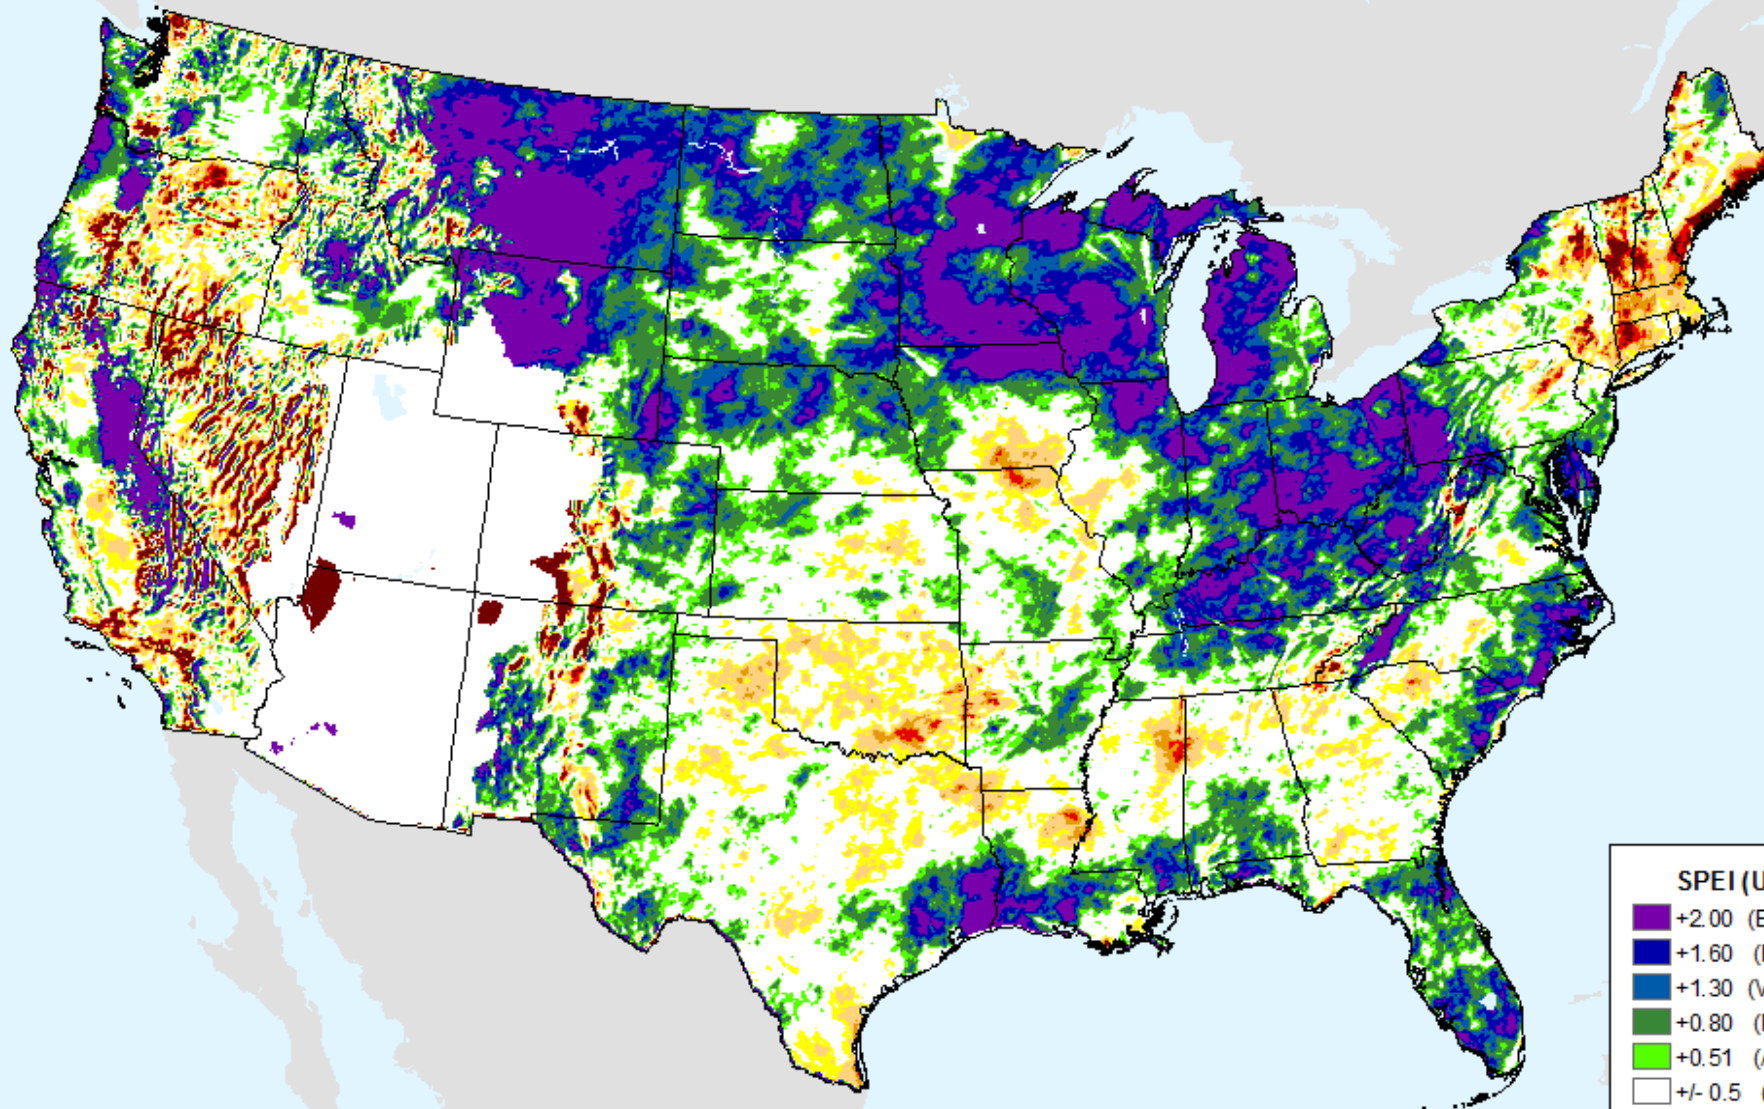 SPEI (U
+2.00 (E
+1.60 (
+1.30 (V
+0.80 (
+0.51 (
+/- 0.5 (